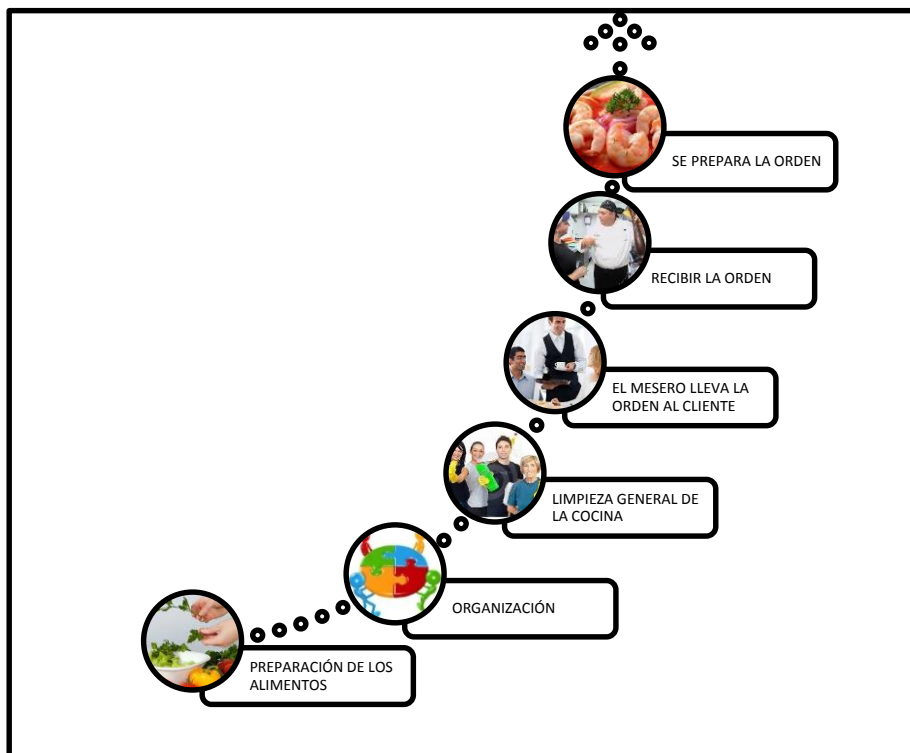 SE PREPARA LA ORDEN
RECIBIR LA ORDEN
EL MESERO LLEVA LA
ORDEN AL CLIENTE
LIMPIEZA GENERAL DE
LA COCINA
ORGANIZACIÓN
PREPARACIÓN DE LOS
ALIMENTOS